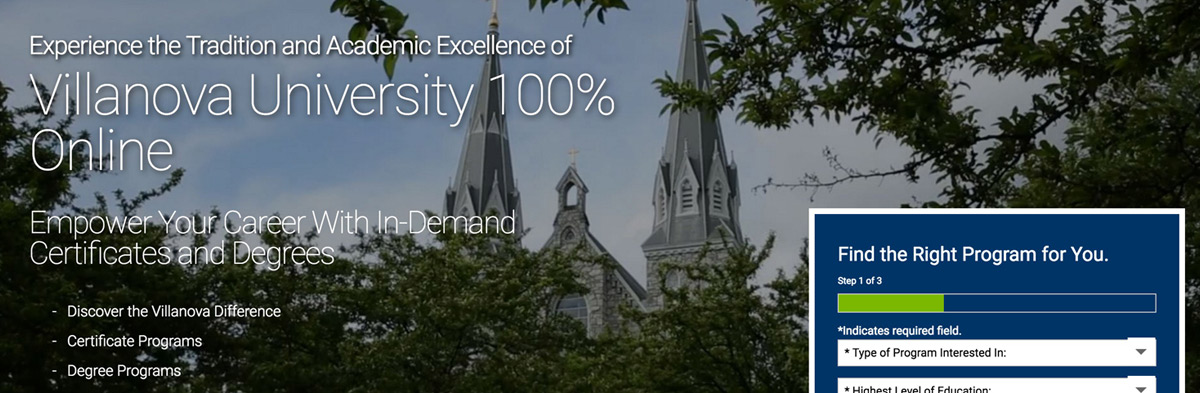 Experience the Tradition and Academic Excellence of
Villanova University 100%
Online
Empower Your Career With In-Demand
Certificates and Degrees
- Discover the Villanova Difference
- Certificate Programs
- Degree Programs
Find the Right Program for You.
Step 1 of 3
*Indicates required field.
* Type of Program Interested In:
* Highest Level of Education: